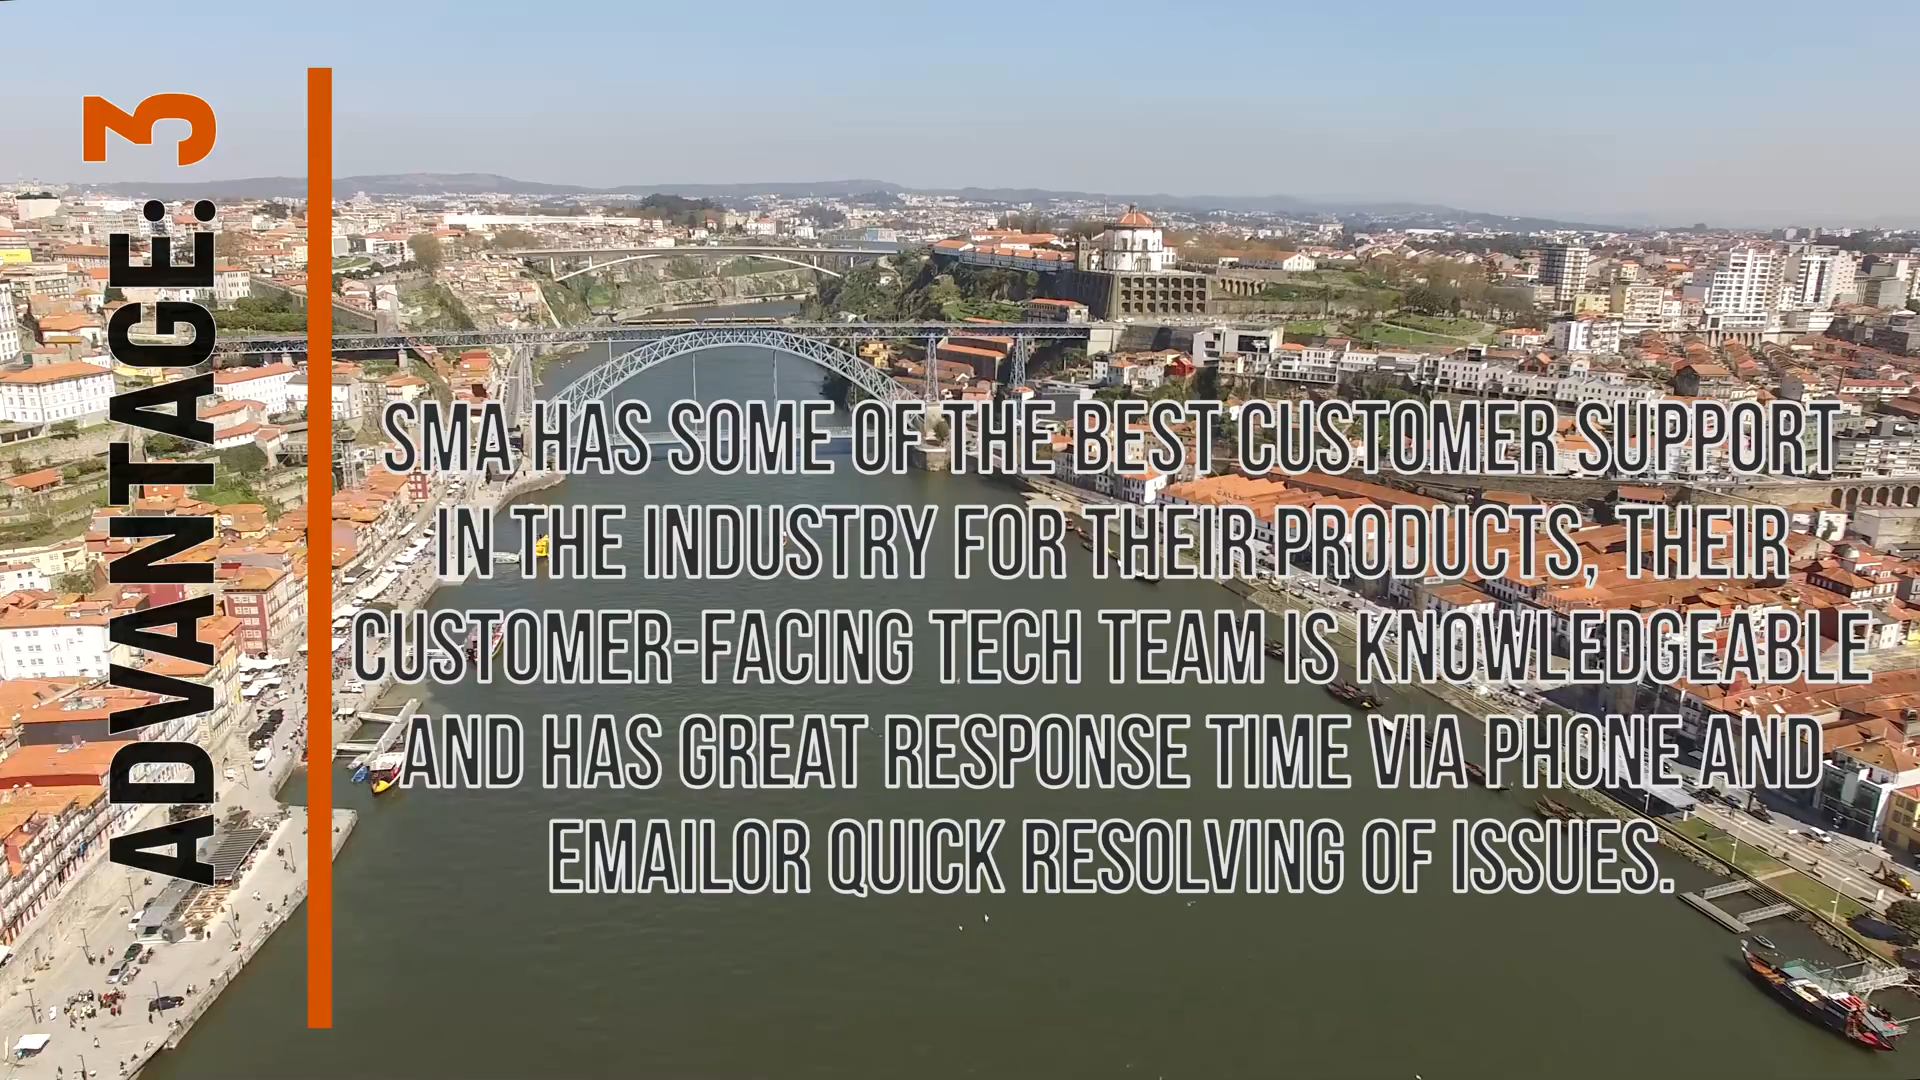 ADVANTAGE: 3
SMA HAS SOME OF THE BEST CUSTOMER SUPPORT
IN THE INDUSTRY FOR THEIR PRODUCTS, THEIR
CUSTOMER-FACING TECH TEAM IS KNOWLEDGEABLE
AND HAS GREAT RESPONSE TIME VIA PHONE AND
EMAILOR QUICK RESOLVING OF ISSUES.